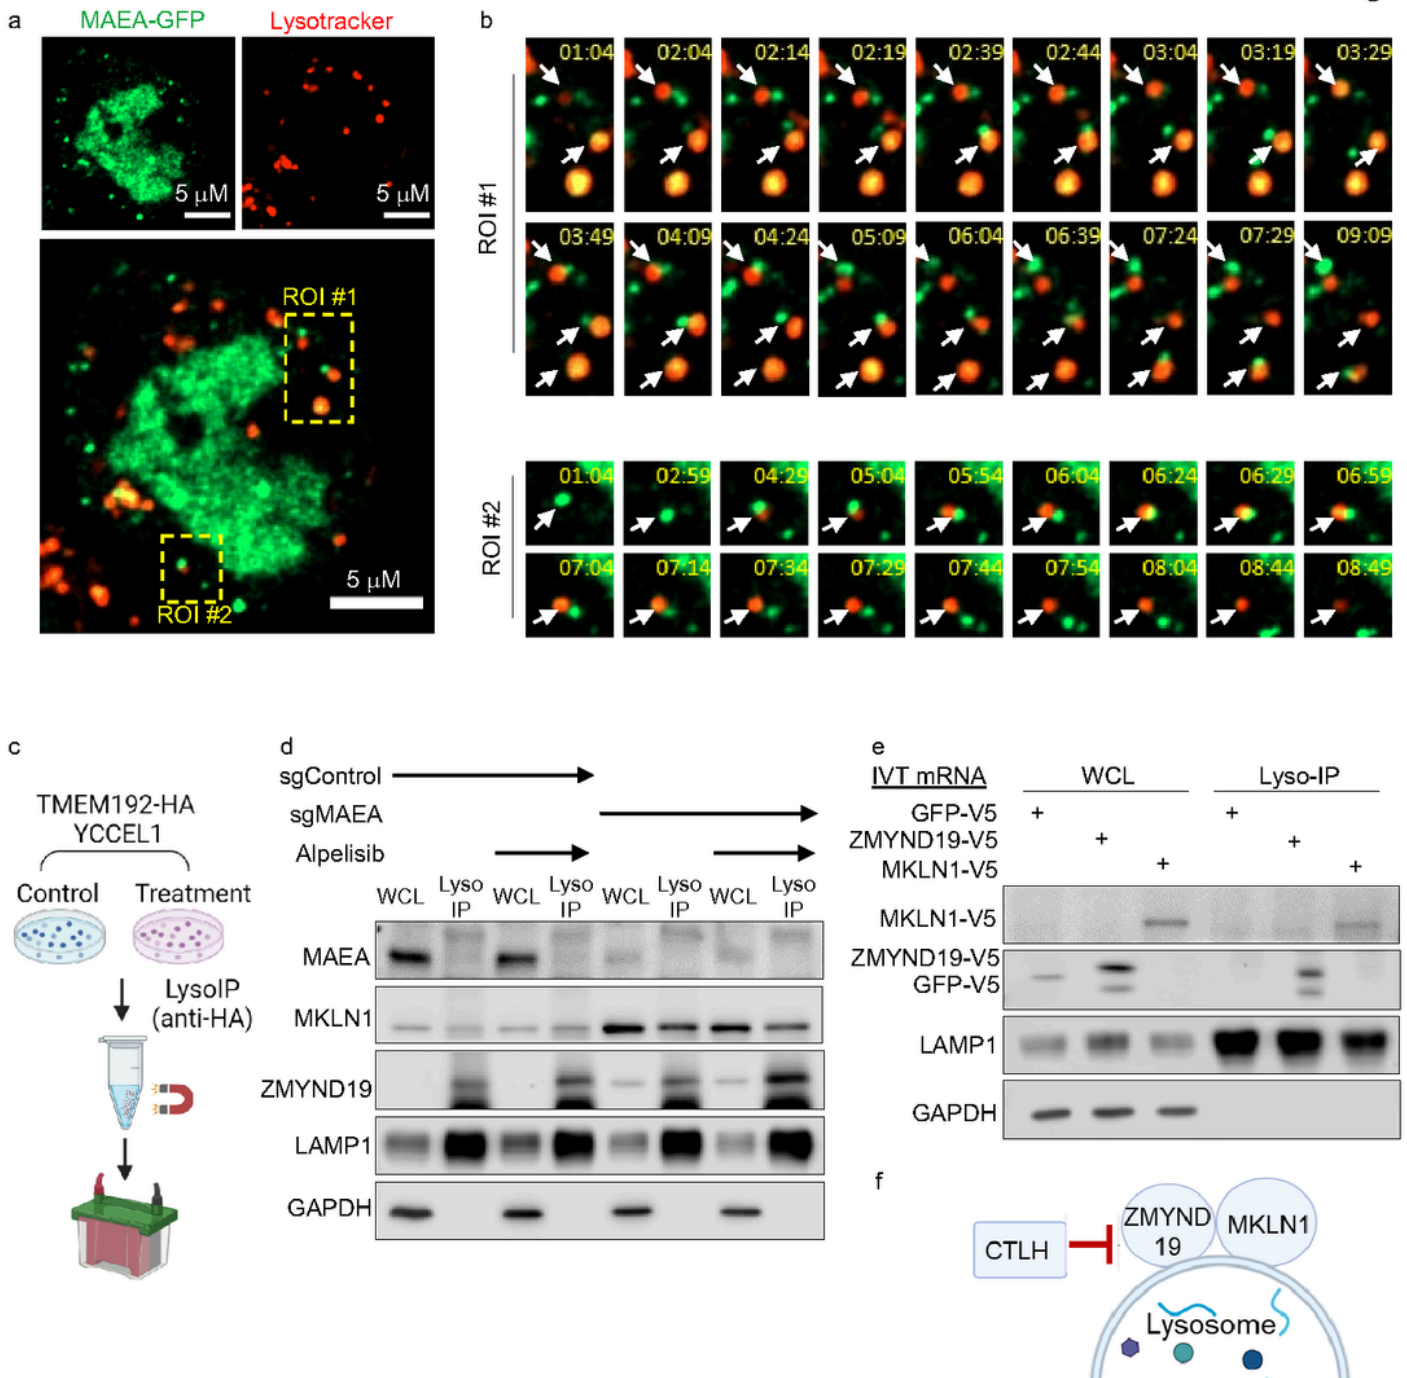 a
MAEA-GFP
Lysotracker
5 μM
5 μM
ROI #1
ROI #2
5 μM
b
ROI #1
01:04 02:04 02:14 02:19 02:39 02:44 03:04 03:19 03:29
03:49 04:09 04:24 05:09 06:04 06:39 07:24 07:29 09:09
ROI #2
01:04 02:59 04:29 05:04 05:54 06:04 06:24 06:29 06:59
07:04 07:14 07:34 07:29 07:44 07:54 08:04 08:44 08:49
c
TMEM192-HA
YCCEL1
Control Treatment
LysoIP
(anti-HA)
d
sgControl
sgMAEA
Alpelisib
WCL Lyso IP WCL Lyso IP WCL Lyso IP WCL Lyso IP
MAEA
MKLN1
ZMYND19
LAMP1
GAPDH
e
IVT mRNA WCL Lyso-IP
GFP-V5 + +
ZMYND19-V5 + +
MKLN1-V5 + +
MKLN1-V5
ZMYND19-V5
GFP-V5
LAMP1
GAPDH
f
CTLH
ZMYND
19
MKLN1
Lysosome